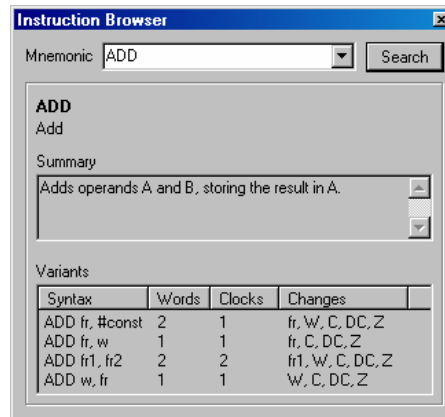 Instruction Browser
Mnemonic ADD Search
ADD
Add
Summary
Adds operands A and B, storing the result in A.
Variants
Syntax Words Clocks Changes
ADD fr, #const 2 1 fr, W, C, DC, Z
ADD fr, w 1 1 fr, C, DC, Z
ADD fr1, fr2 2 2 fr1, W, C, DC, Z
ADD w, fr 1 1 W, C, DC, Z